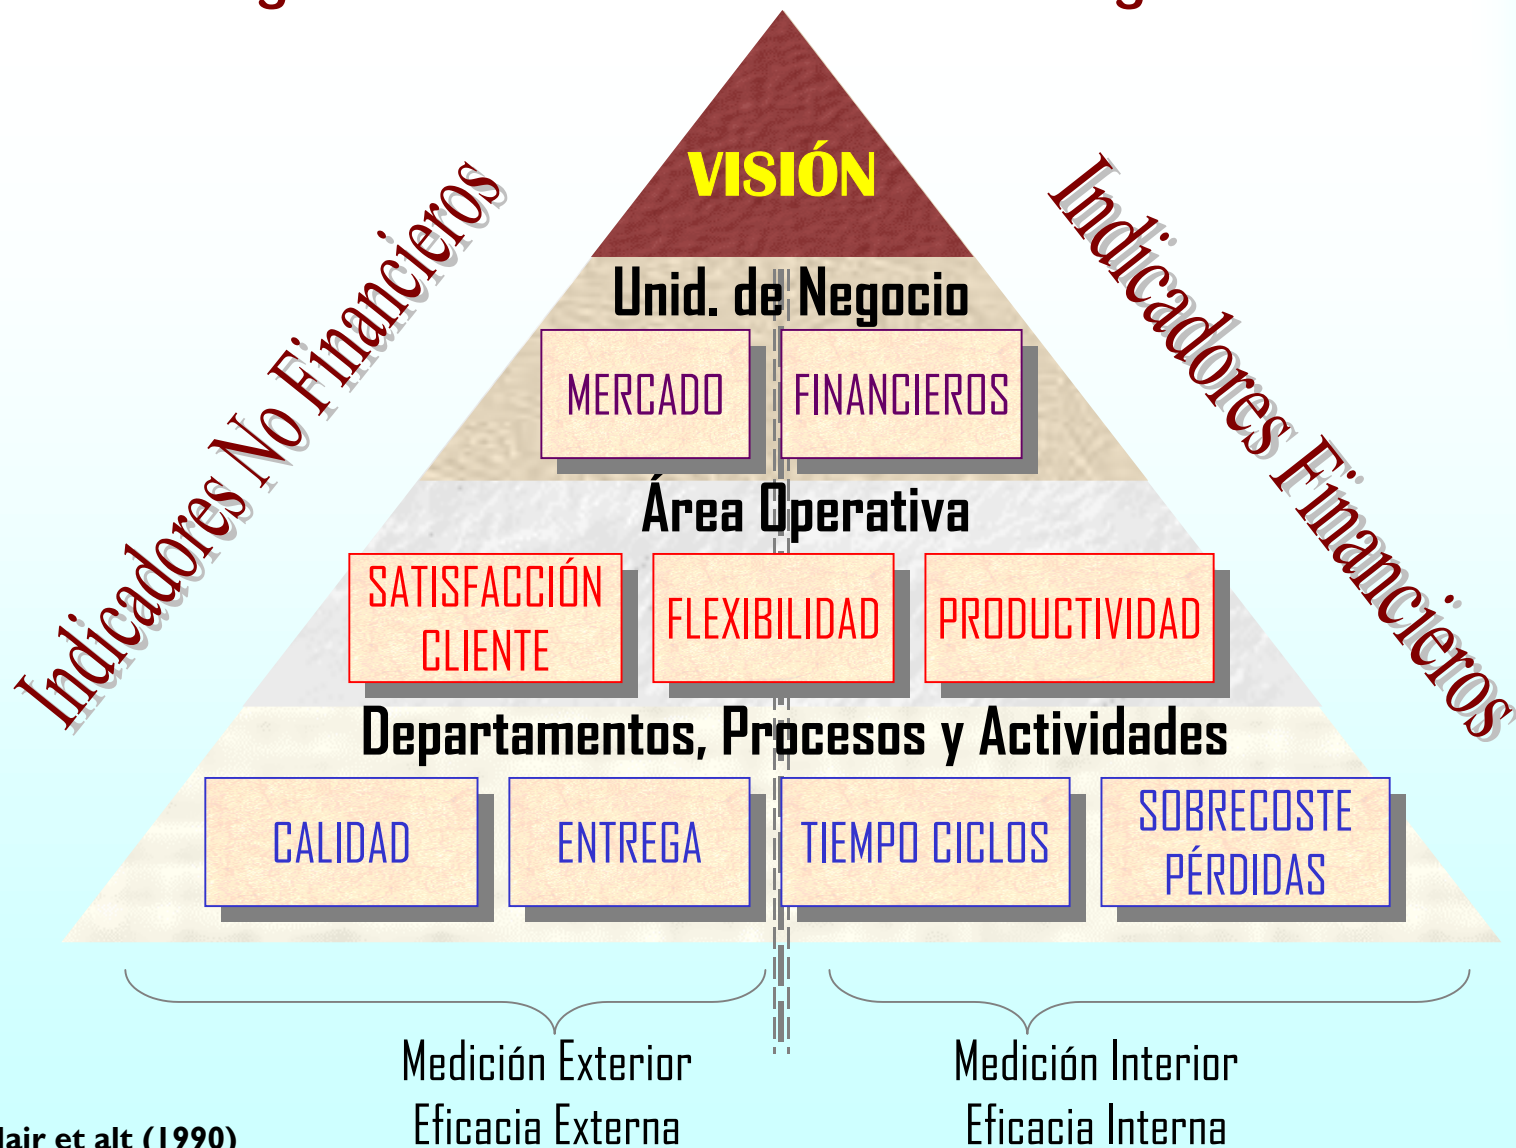 VISIÓN
Indicadores No Financieros
Indicadores Financieros
Unid. de Negocio
MERCADO
FINANCIEROS
Área Operativa
SATISFACCIÓN
CLIENTE
FLEXIBILIDAD
PRODUCTIVIDAD
Departamentos, Procesos y Actividades
CALIDAD
ENTREGA
TIEMPO CICLOS
SOBRECOSTE
PÉRDIDAS
Medición Exterior
Eficacia Externa
Medición Interior
Eficacia Interna
et alt (1990)